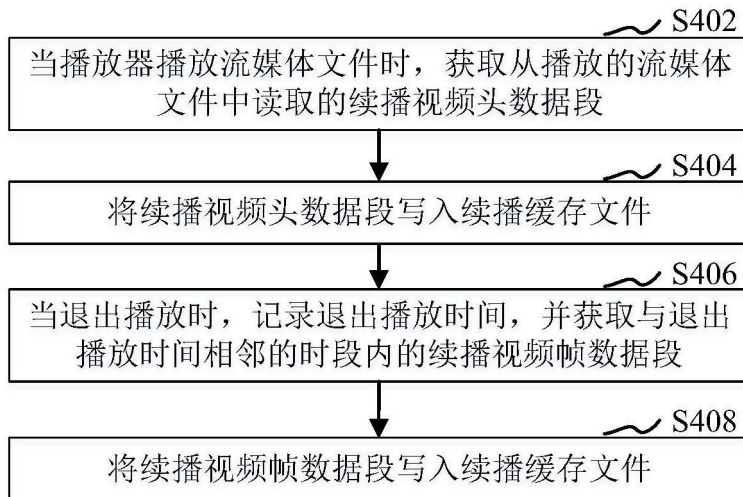 S402
当播放器播放流媒体文件时，获取从播放的流媒体
文件中读取的续播视频头数据段
S404
将续播视频头数据段写入续播缓存文件
S406
当退出播放时，记录退出播放时间，并获取与退出
播放时间相邻的时段内的续播视频帧数据段
S408
将续播视频帧数据段写入续播缓存文件